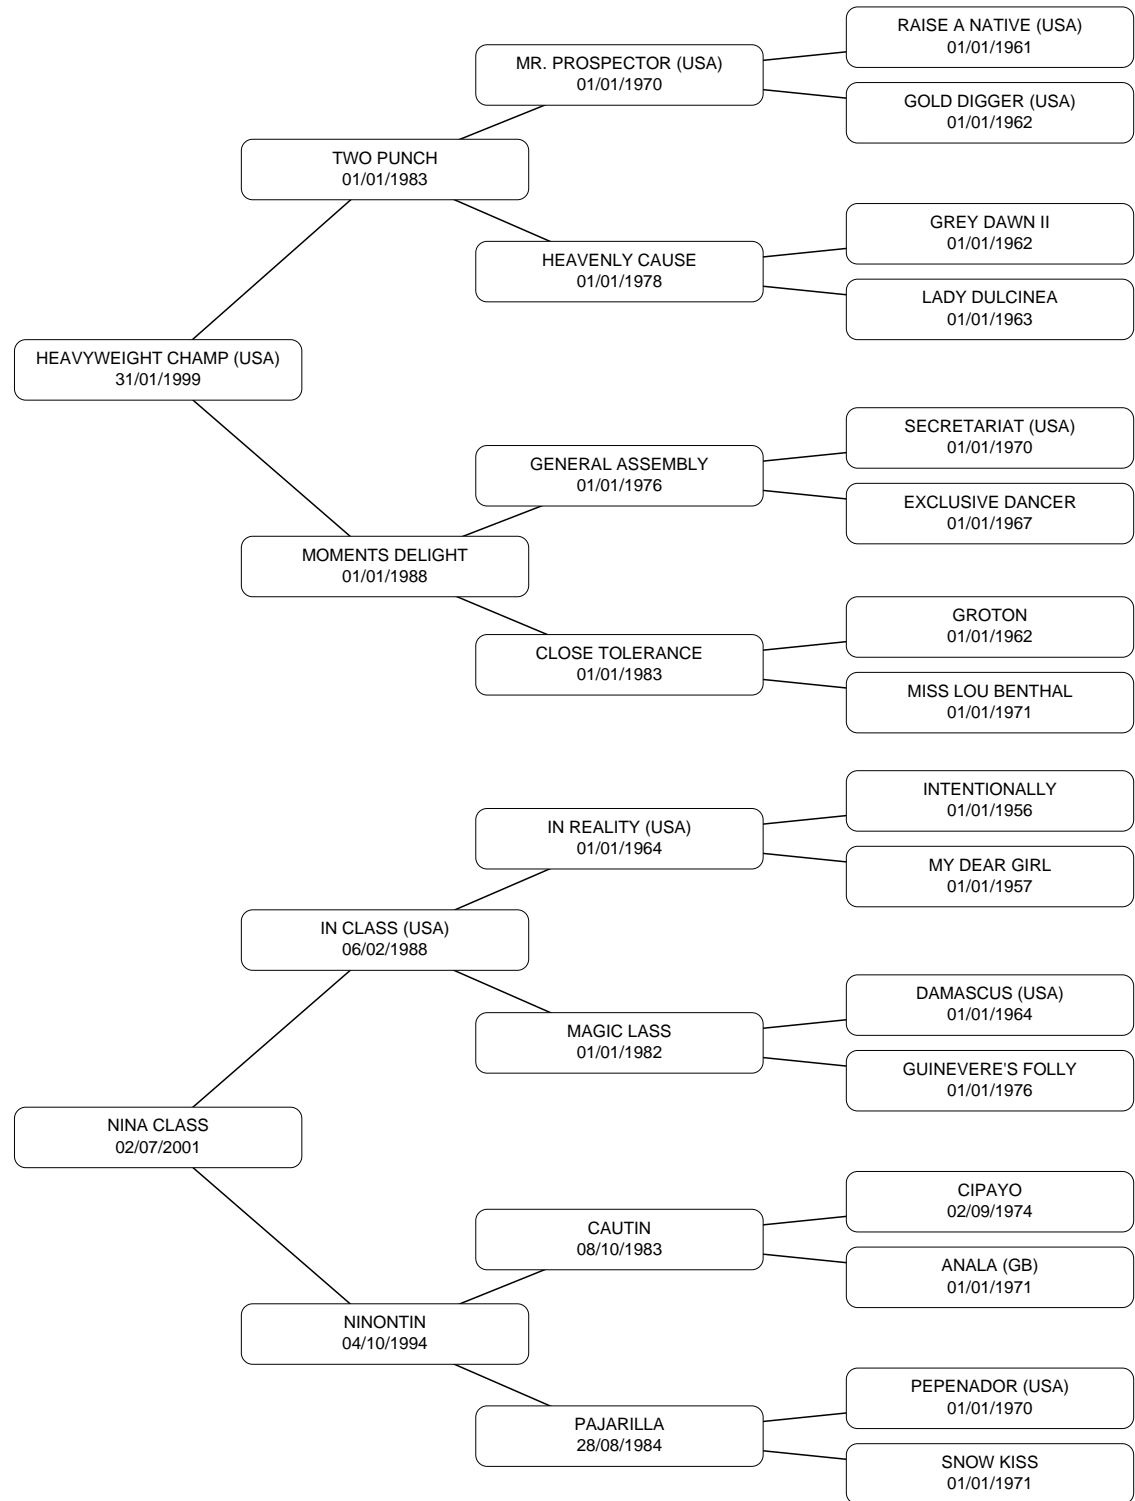 RAISE A NATIVE (USA)
01/01/1961
MR. PROSPECTOR (USA)
01/01/1970
GOLD DIGGER (USA)
01/01/1962
TWO PUNCH
01/01/1983
GREY DAWN II
01/01/1962
HEAVENLY CAUSE
01/01/1978
LADY DULCINEA
01/01/1963
HEAVYWEIGHT CHAMP (USA)
31/01/1999
SECRETARIAT (USA)
01/01/1970
GENERAL ASSEMBLY
01/01/1976
EXCLUSIVE DANCER
01/01/1967
MOMENTS DELIGHT
01/01/1988
GROTON
01/01/1962
CLOSE TOLERANCE
01/01/1983
MISS LOU BENTHAL
01/01/1971
INTENTIONALLY
01/01/1956
IN REALITY (USA)
01/01/1964
MY DEAR GIRL
01/01/1957
IN CLASS (USA)
06/02/1988
DAMASCUS (USA)
01/01/1964
MAGIC LASS
01/01/1982
GUINEVERE'S FOLLY
01/01/1976
NINA CLASS
02/07/2001
CIPAYO
02/09/1974
CAUTIN
08/10/1983
ANALA (GB)
01/01/1971
NINONTIN
04/10/1994
PEPENADOR (USA)
01/01/1970
PAJARILLA
28/08/1984
SNOW KISS
01/01/1971